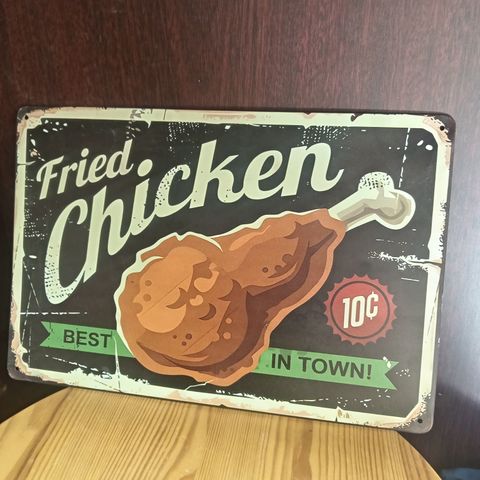 Fried
Chicken
10¢
BEST IN TOWN!